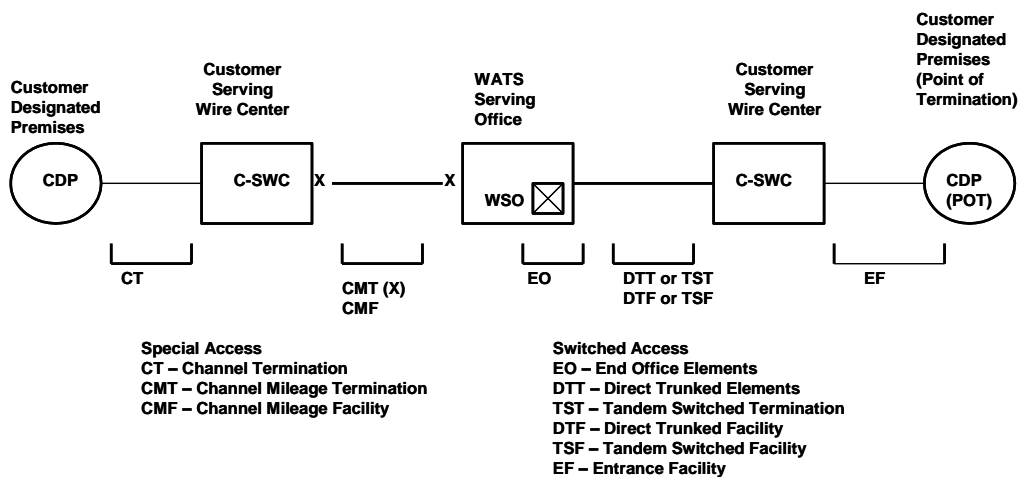 Customer
Designated
Premises
Customer
Serving
Wire Center
WATS
Serving
Office
Customer
Serving
Wire Center
Customer
Designated
Premises
(Point of
Termination)
CDP
C-SWC
X
X
WSO
C-SWC
CDP
(POT)
CT
CMT (X)
CMF
EO
DTT or TST
DTF or TSF
EF
Special Access
CT – Channel Termination
CMT – Channel Mileage Termination
CMF – Channel Mileage Facility
Switched Access
EO – End Office Elements
DTT – Direct Trunked Elements
TST – Tandem Switched Termination
DTF – Direct Trunked Facility
TSF – Tandem Switched Facility
EF – Entrance Facility